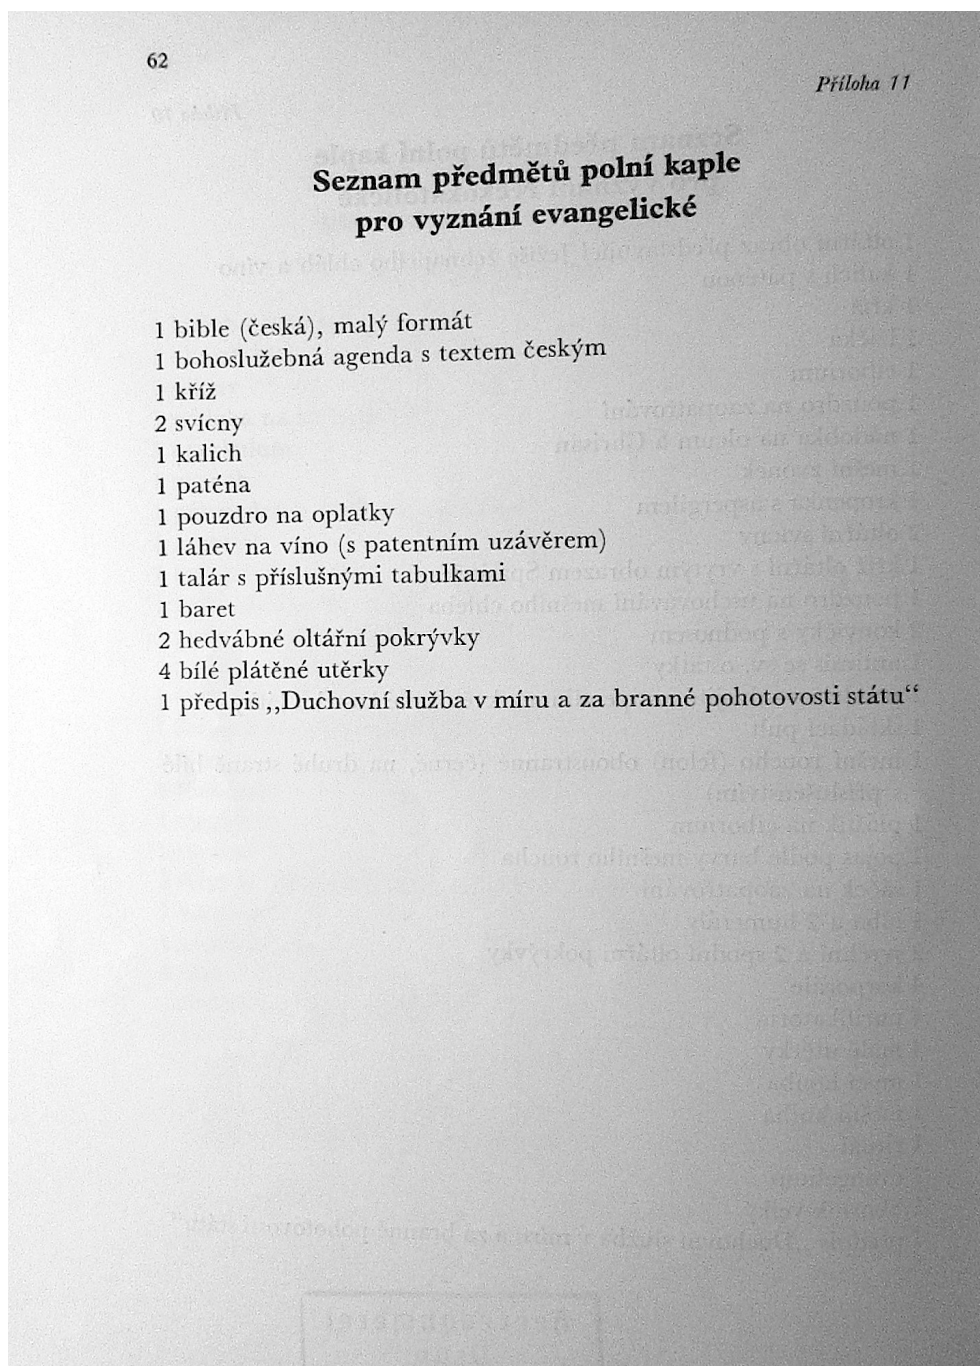 62
Příloha 11
Seznam předmětů polní kaple
pro vyznání evangelické
1 bible (česká), malý formát
1 bohoslužebná agenda s textem českým
1 kříž
2 svícny
1 kalich
1 paténa
1 pouzdro na oplatky
1 láhev na víno (s patentním uzávěrem)
1 talár s příslušnými tabulkami
1 baret
2 hedvábné oltářní pokrývky
4 bílé plátěné utěrky
1 předpis ,,Duchovní služba v míru a za branné pohotovosti státu“